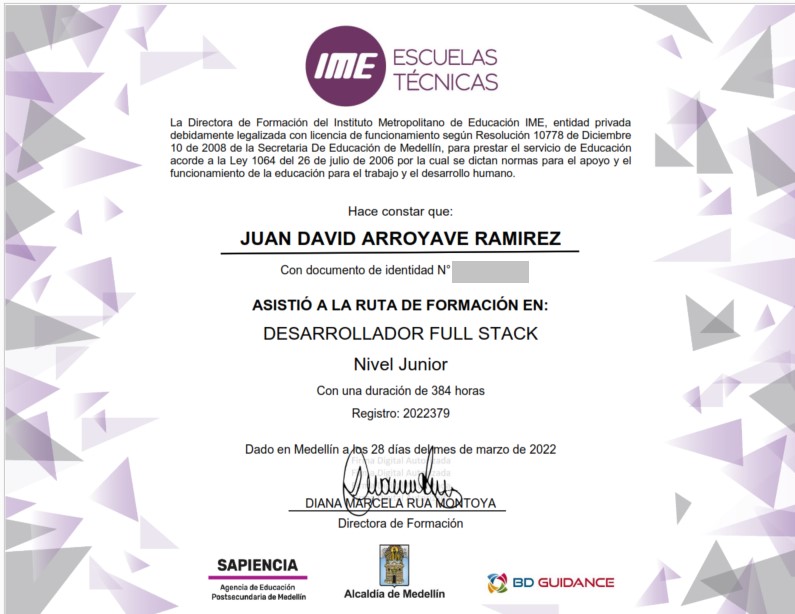 IME ESCUELAS
TÉCNICAS
La Directora de Formación del Instituto Metropolitano de Educación IME, entidad privada
debidamente legalizada con licencia de funcionamiento según Resolución 10778 de Diciembre
10 de 2008 de la Secretaria De Educación de Medellín, para prestar el servicio de Educación
acorde a la Ley 1064 del 26 de julio de 2006 por la cual se dictan normas para el apoyo y el
funcionamiento de la educación para el trabajo y el desarrollo humano.
Hace constar que:
JUAN DAVID ARROYAVE RAMIREZ
Con documento de identidad N°
ASISTIÓ A LA RUTA DE FORMACIÓN EN:
DESARROLLADOR FULL STACK
Nivel Junior
Con una duración de 384 horas
Registro: 2022379
Dado en Medellín a los 28 días del mes de marzo de 2022
Firma Digital Autorizada
Firma Digital Autorizada
DIANA MARCELA RUA MONTOYA
Directora de Formación
SAPIENCIA
Agencia de Educación
Postsecundaria de Medellín
Alcaldía de Medellín
BD GUIDANCE